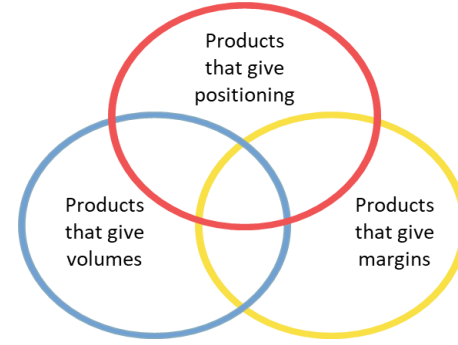 Products
that give
positioning
Products
that give
volumes
Products
that give
margins